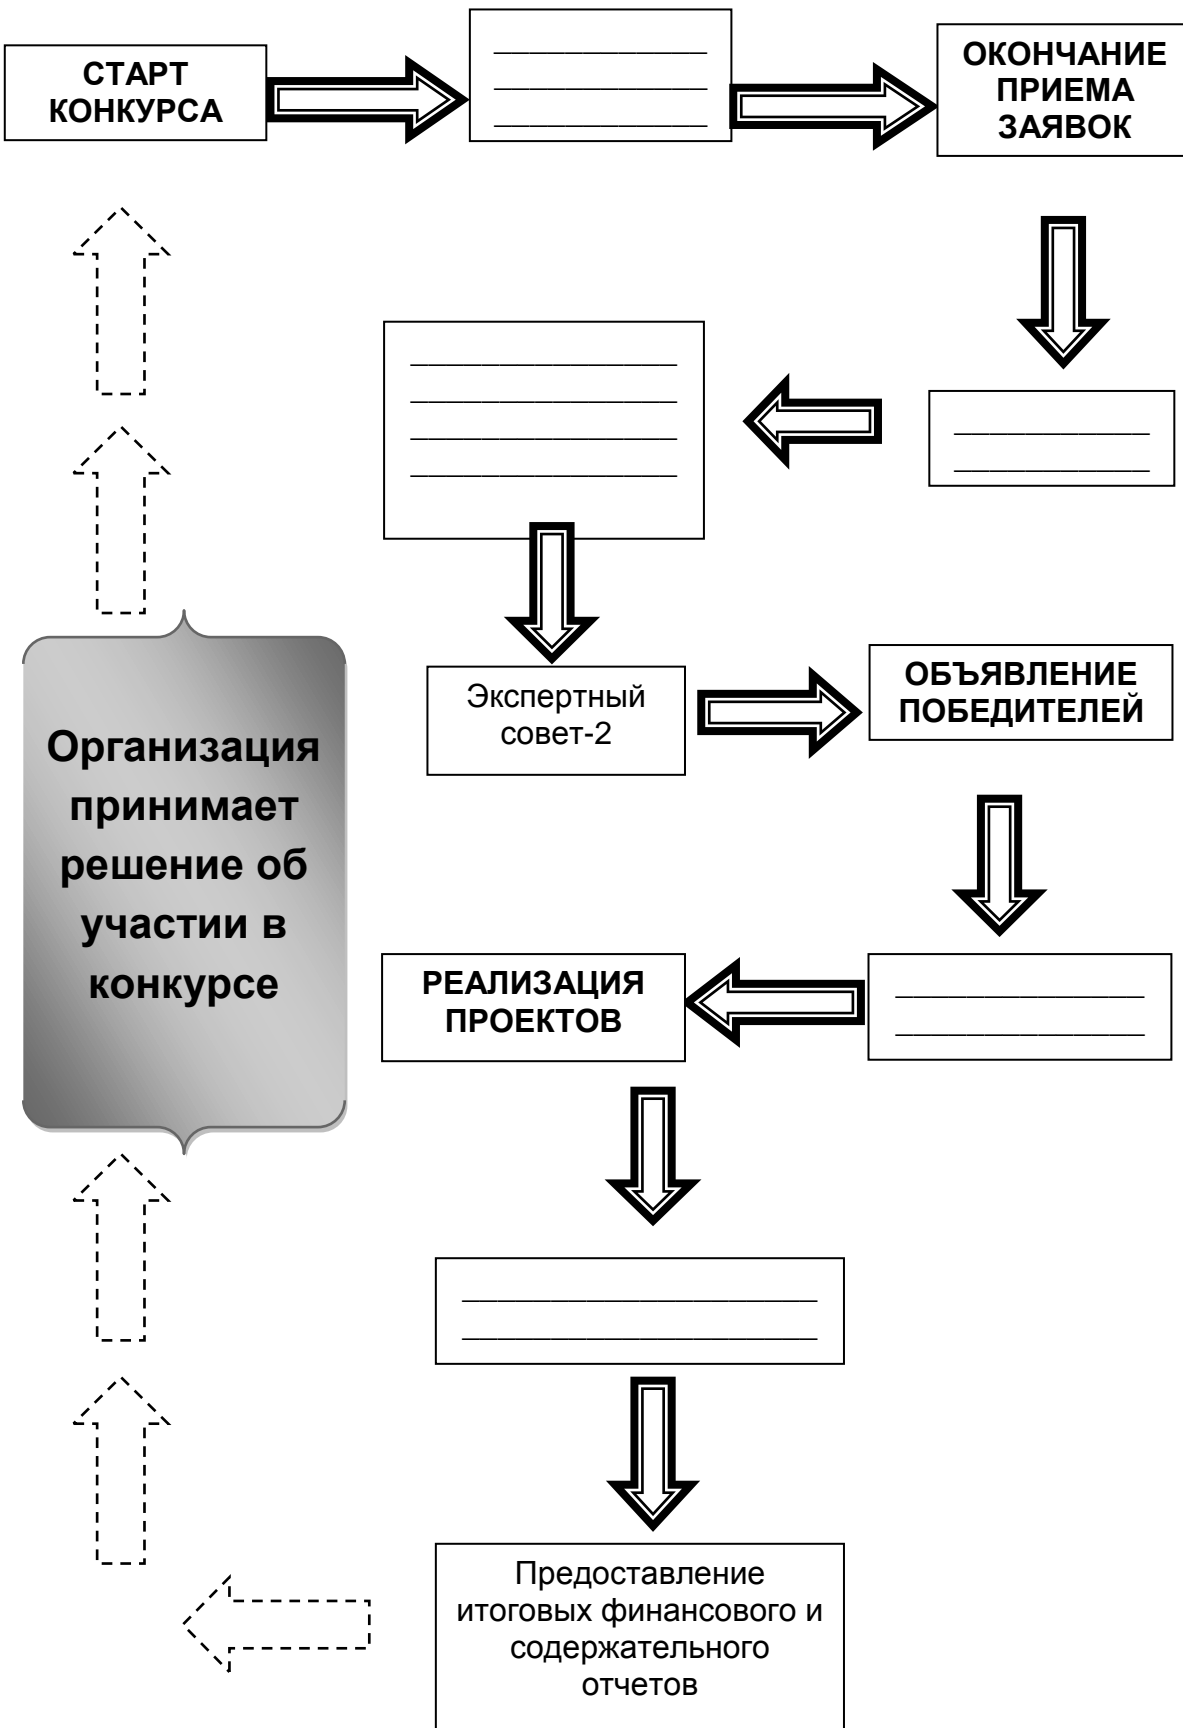 СТАРТ
КОНКУРСА
ОКОНЧАНИЕ
ПРИЕМА
ЗАЯВОК
Экспертный
совет-2
ОБЪЯВЛЕНИЕ
ПОБЕДИТЕЛЕЙ
Организация
принимает
решение об
участии в
конкурсе
РЕАЛИЗАЦИЯ
ПРОЕКТОВ
Предоставление
итоговых финансового и
содержательного
отчетов